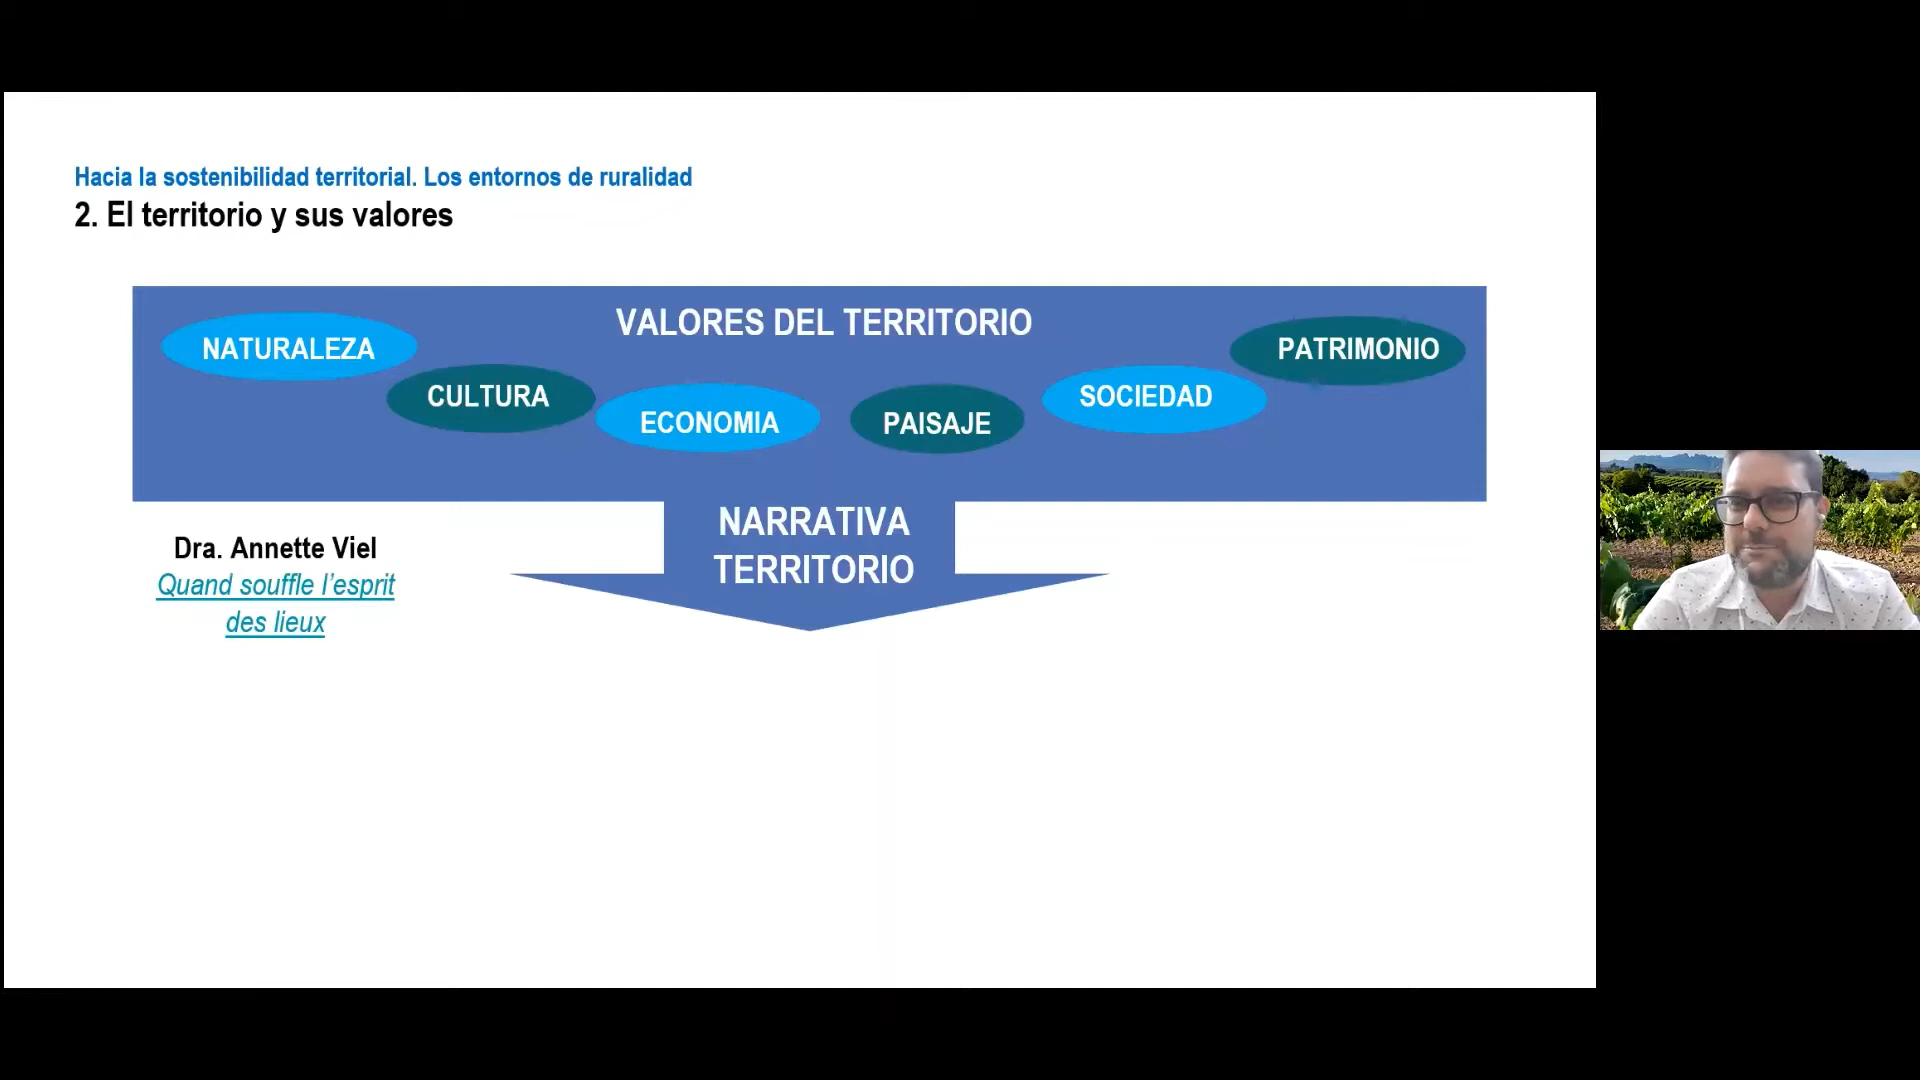 Hacia la sostenibilidad territorial. Los entornos de ruralidad
2. El territorio y sus valores
VALORES DEL TERRITORIO
NATURALEZA
CULTURA
ECONOMIA
PAISAJE
SOCIEDAD
PATRIMONIO
NARRATIVA
TERRITORIO
Dra. Annette Viel
Quand souffle l’esprit
des lieux